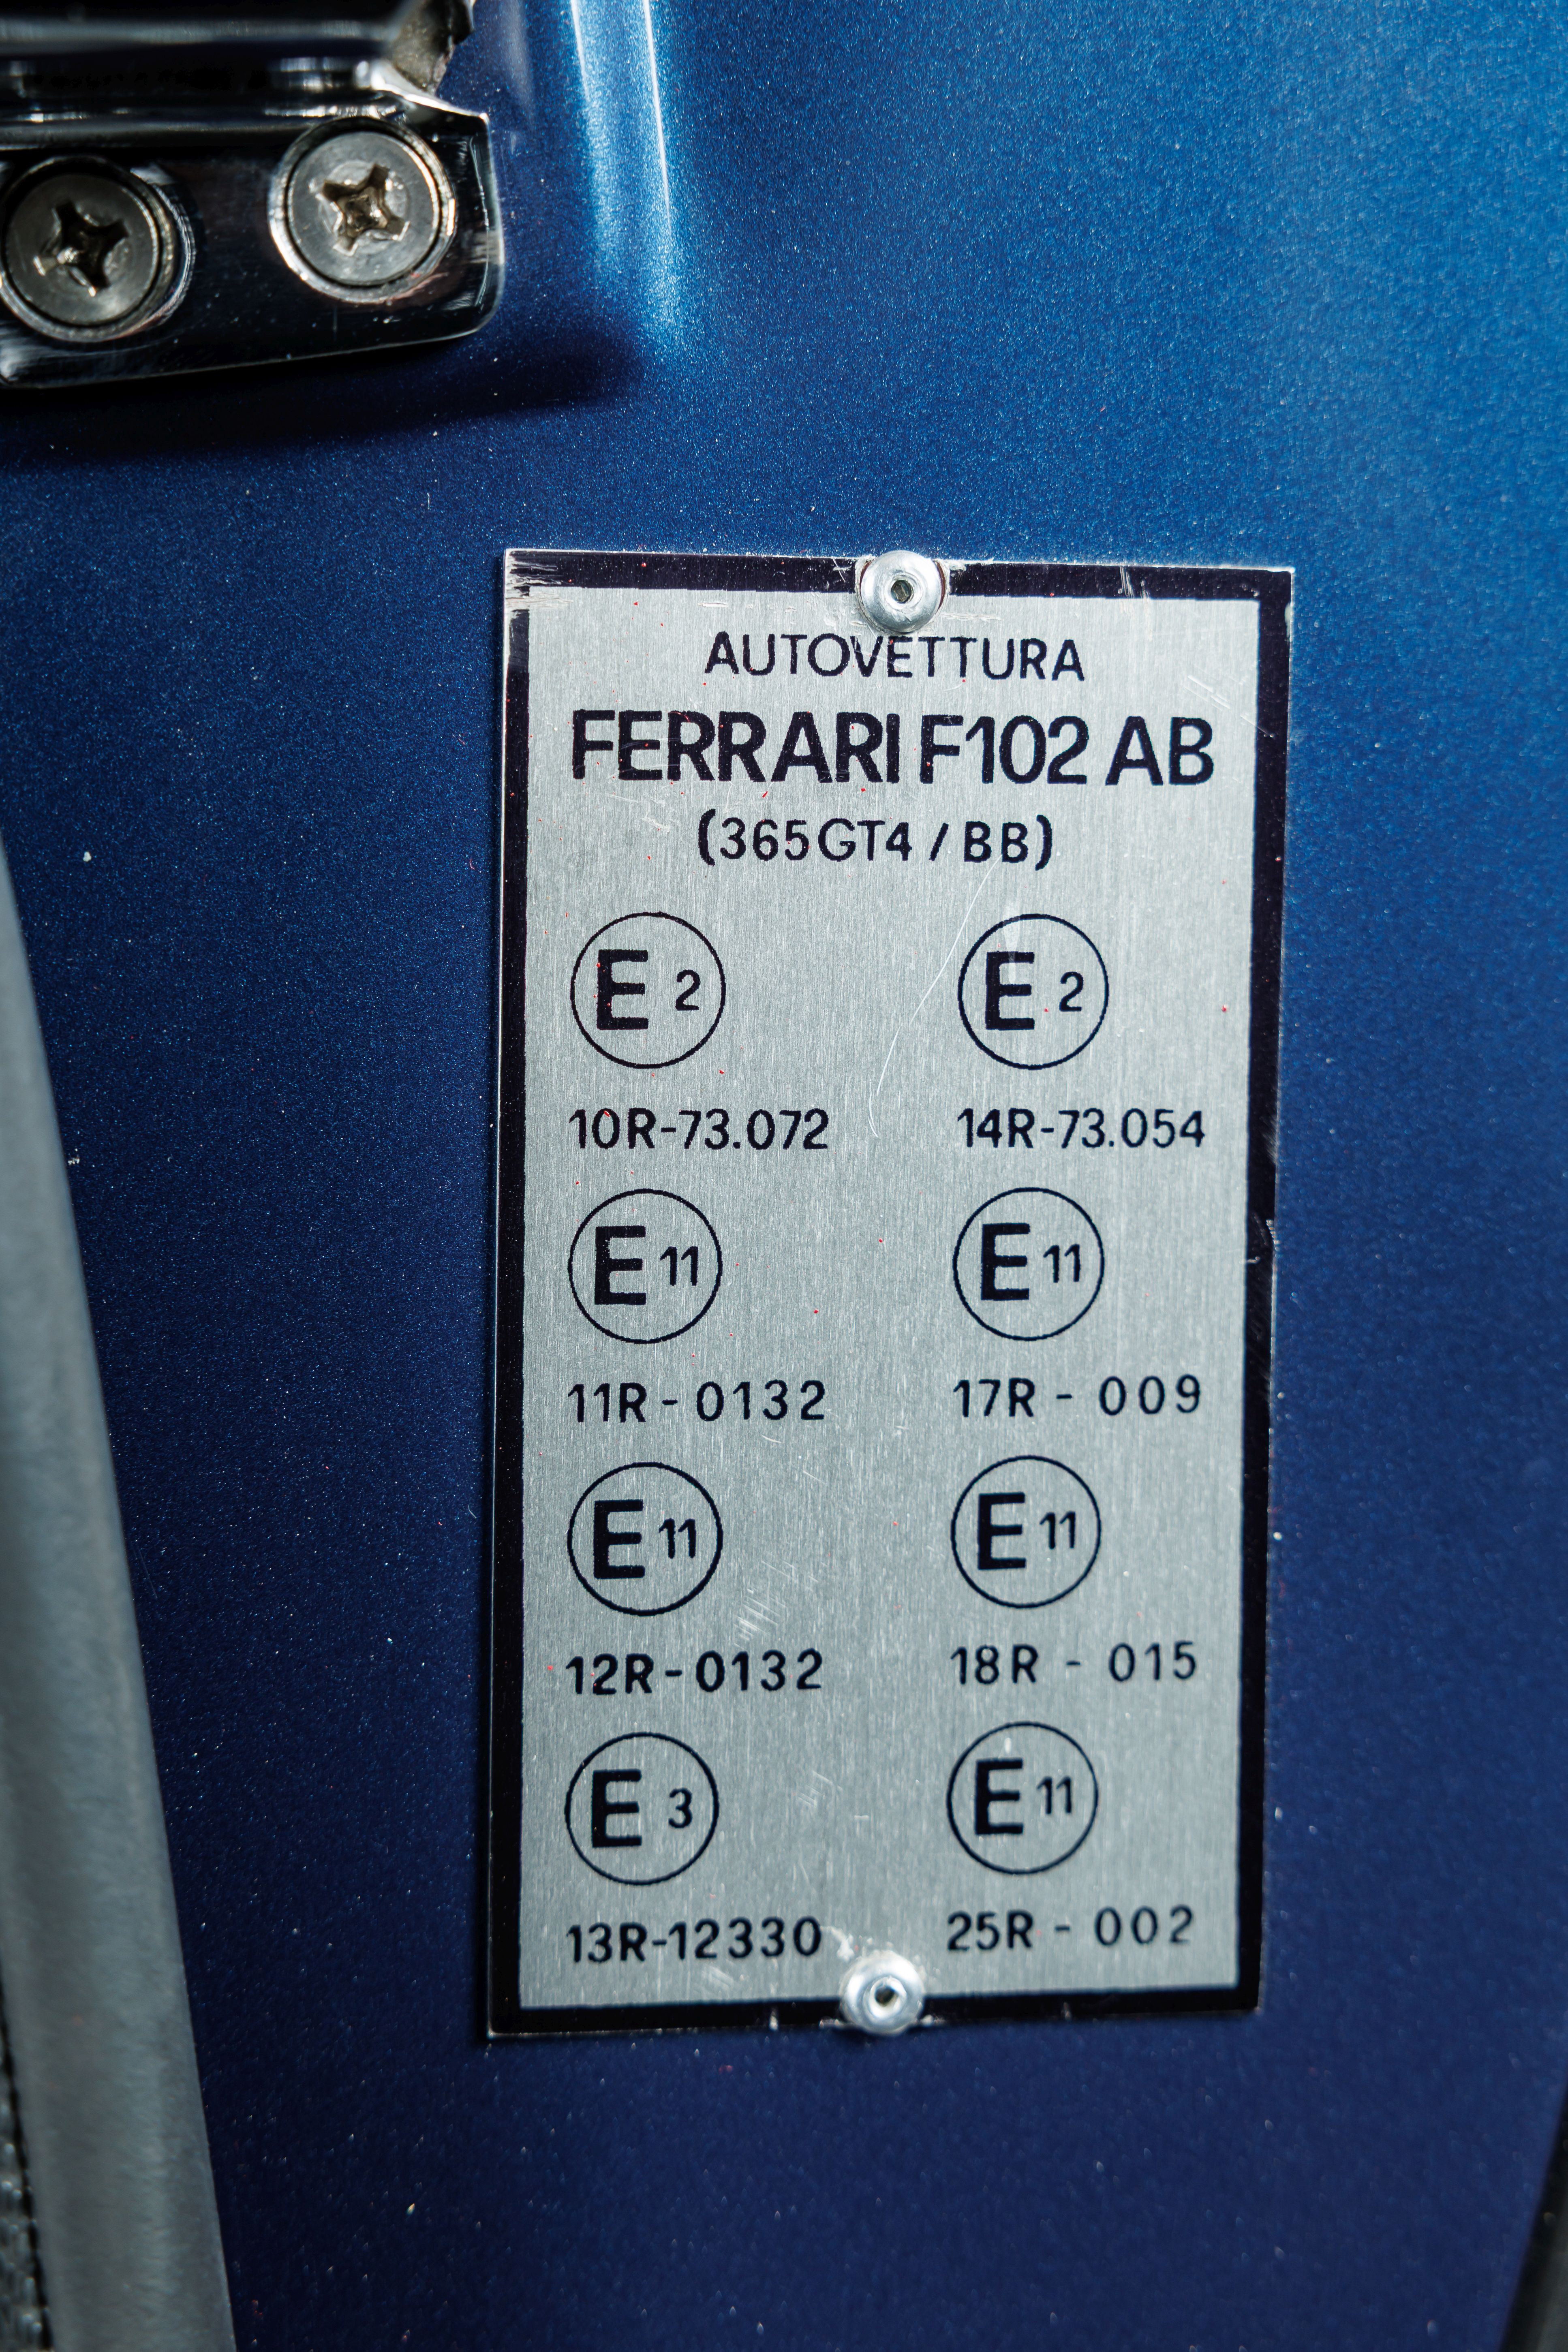 AUTOVETTURA
FERRARI F102 AB
(365GT4 / BB)
E 2 E 2
10R-73.072 14R-73.054
E 11 E 11
11R - 0132 17R - 009
E 11 E 11
12R - 0132 18R - 015
E 3 E 11
13R-12330 25R - 002